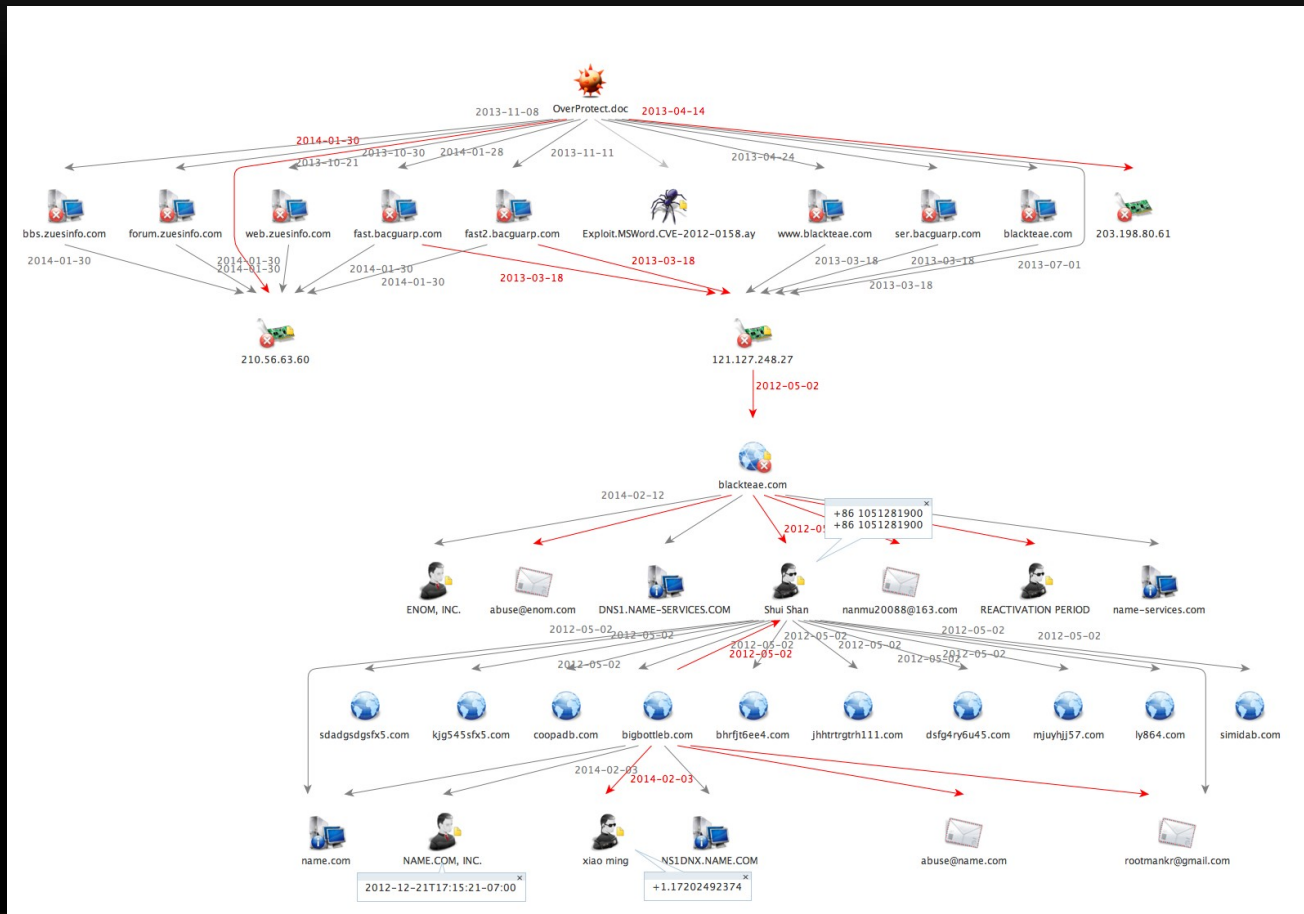 OverProtect.doc
2013-11-08
2013-04-14
2014-01-30
2013-10-21
2013-10-30
2014-01-28
2013-11-11
2013-04-24
bbs.zuesinfo.com
forum.zuesinfo.com
web.zuesinfo.com
fast.bacguarp.com
fast2.bacguarp.com
Exploit.MSWord.CVE-2012-0158.ay
www.blackteae.com
ser.bacguarp.com
blackteae.com
203.198.80.61
2014-01-30
2014-01-30
2014-01-30
2014-01-30
2014-01-30
2013-03-18
2013-03-18
2013-03-18
2013-03-18
2013-03-18
2013-07-01
210.56.63.60
121.127.248.27
2012-05-02
blackteae.com
2014-02-12
+86 1051281900
+86 1051281900
ENOM, INC.
abuse@enom.com
DNS1.NAME-SERVICES.COM
Shui Shan
nanmu20088@163.com
REACTIVATION PERIOD
name-services.com
2012-05-02
2012-05-02
2012-05-02
2012-05-02
2012-05-02
2012-05-02
2012-05-02
2012-05-02
2012-05-02
2012-05-02
2012-05-02
sdadgsdgsfx5.com
kjg545sfx5.com
coopadb.com
bigbottleb.com
bhrfjt6ee4.com
jhhtrtrgtrh111.com
dsfg4ry6u45.com
mjuyhjj57.com
ly864.com
simidab.com
2014-02-03
2014-02-03
name.com
NAME.COM, INC.
xiao ming
NS1DNX.NAME.COM
abuse@name.com
rootmankr@gmail.com
2012-12-21T17:15:21-07:00
+1.17202492374